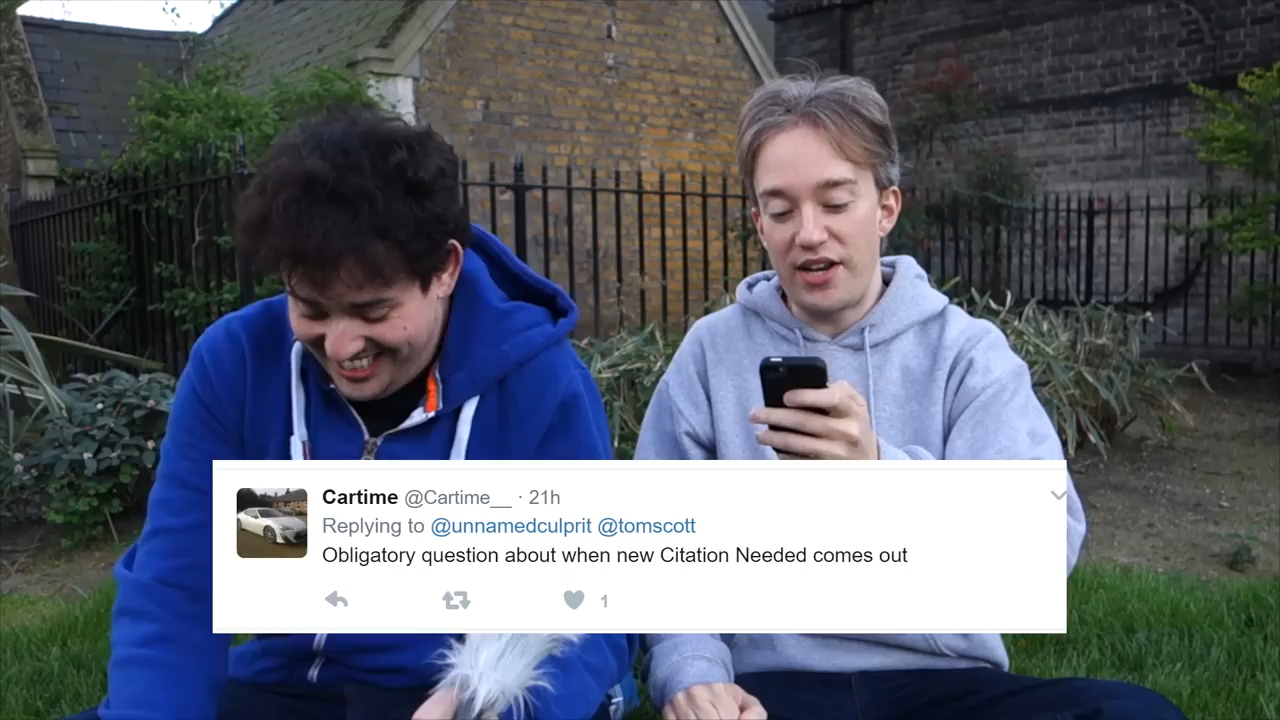 Cartime @Cartime__ · 21h
Replying to @unnamedculprit @tomscott
Obligatory question about when new Citation Needed comes out
1